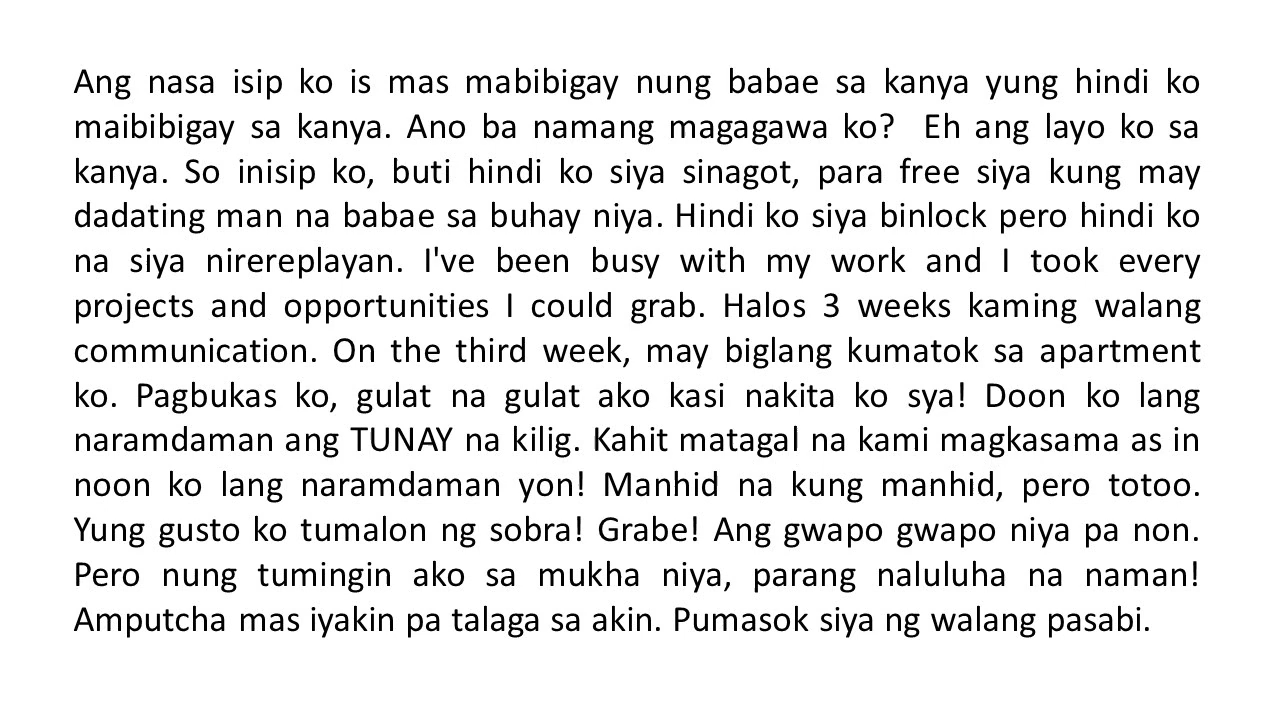 Ang nasa isip ko is mas mabibigay nung babae sa kanya yung hindi ko
maibibigay sa kanya. Ano ba namang magagawa ko?  Eh ang layo ko sa
kanya. So inisip ko, buti hindi ko siya sinagot, para free siya kung may
dadating man na babae sa buhay niya. Hindi ko siya binlock pero hindi ko
na siya nirereplayan. I've been busy with my work and I took every
projects and opportunities I could grab. Halos 3 weeks kaming walang
communication. On the third week, may biglang kumatok sa apartment
ko. Pagbukas ko, gulat na gulat ako kasi nakita ko sya! Doon ko lang
naramdaman ang TUNAY na kilig. Kahit matagal na kami magkasama as in
noon ko lang naramdaman yon! Manhid na kung manhid, pero totoo.
Yung gusto ko tumalon ng sobra! Grabe! Ang gwapo gwapo niya pa non.
Pero nung tumingin ako sa mukha niya, parang naluluha na naman!
Amputcha mas iyakin pa talaga sa akin. Pumasok siya ng walang pasabi.